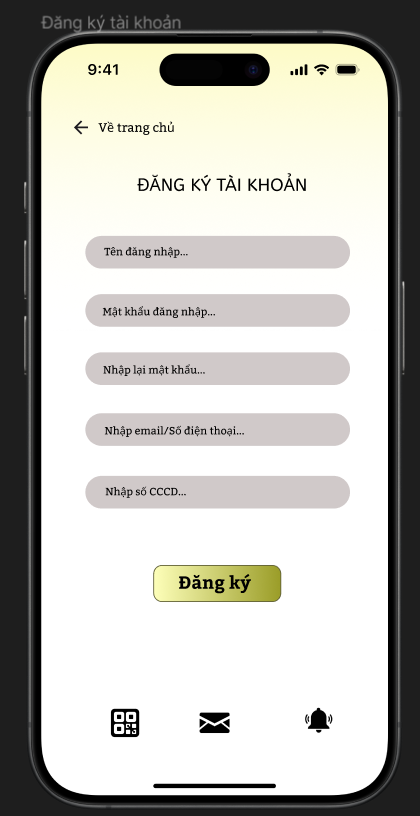 Đăng ký tài khoản
9:41
Về trang chủ
ĐĂNG KÝ TÀI KHOẢN
Tên đăng nhập...
Mật khẩu đăng nhập...
Nhập lại mật khẩu...
Nhập email/Số điện thoại...
Nhập số CCCD...
Đăng ký